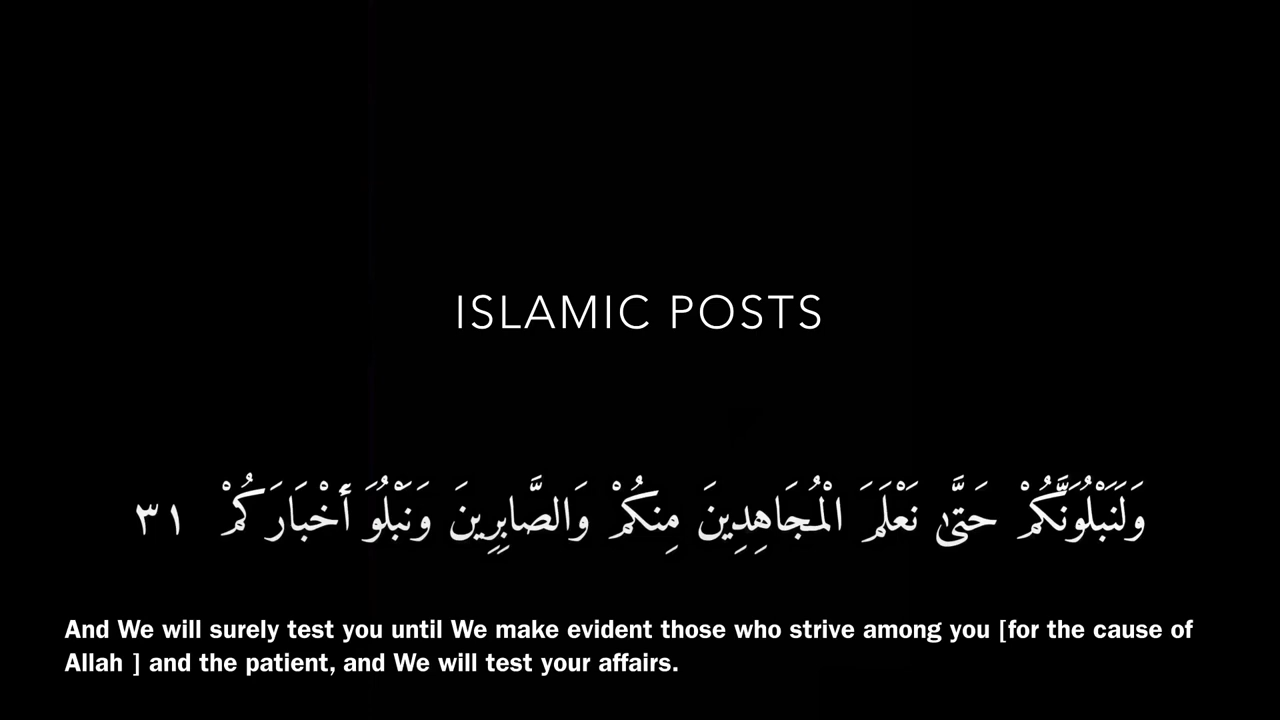 ISLAMIC POSTS
وَلَنَبْلُوَنَّكُمْ حَتَّىٰ نَعْلَمَ الْمُجَاهِدِينَ مِنكُمْ وَالصَّابِرِينَ وَنَبْلُوَ أَخْبَارَكُمْ ٣١
And We will surely test you until We make evident those who strive among you [for the cause of
Allah ] and the patient, and We will test your affairs.